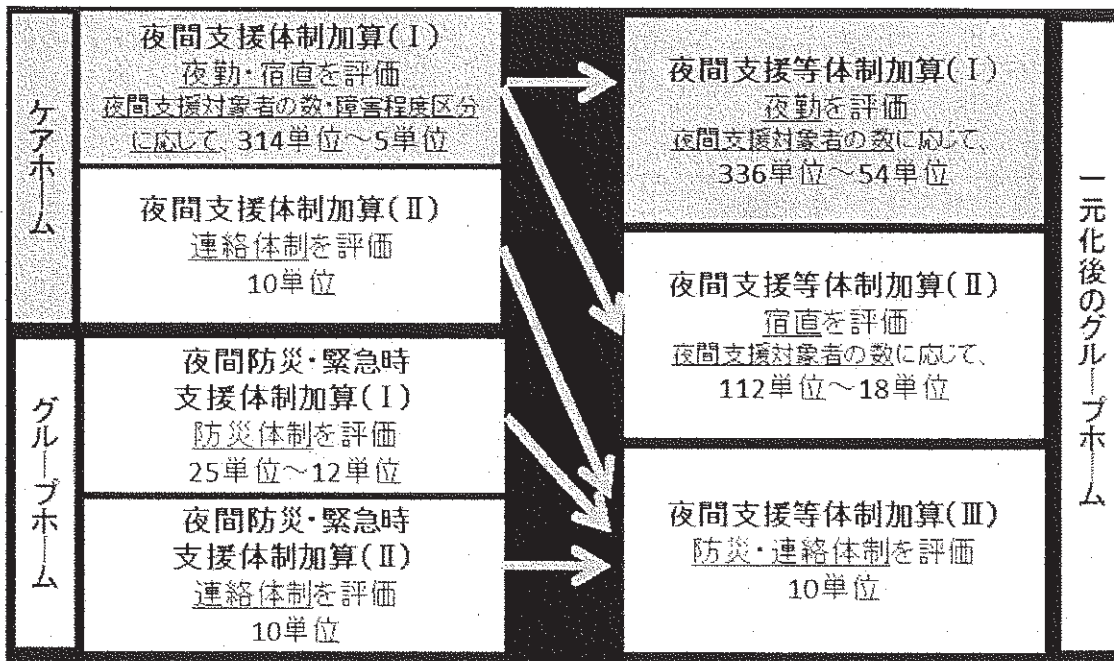 ケアホーム
夜間支援体制加算(Ⅰ)
夜勤・宿直を評価
夜間支援対象者の数・障害程度区分
に応じて、314単位～5単位
夜間支援体制加算(Ⅱ)
連絡体制を評価
10単位
グループホーム
夜間防災・緊急時
支援体制加算(Ⅰ)
防災体制を評価
25単位～12単位
夜間防災・緊急時
支援体制加算(Ⅱ)
連絡体制を評価
10単位
夜間支援等体制加算(Ⅰ)
夜勤を評価
夜間支援対象者の数に応じて、
336単位～54単位
夜間支援等体制加算(Ⅱ)
宿直を評価
夜間支援対象者の数に応じて、
112単位～18単位
夜間支援等体制加算(Ⅲ)
防災・連絡体制を評価
10単位
一元化後のグループホーム